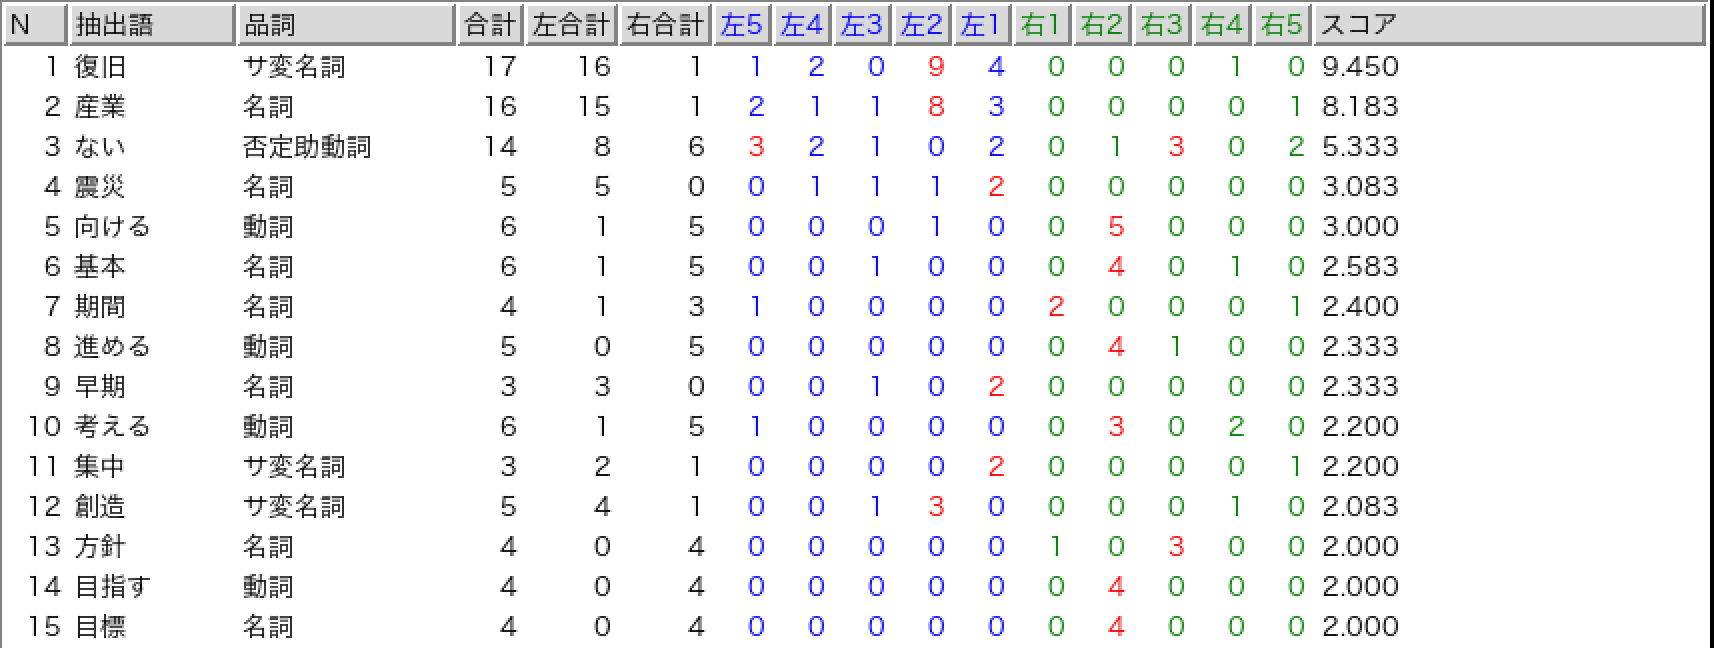 N 抽出語 品詞 合計 左合計 右合計 左5 左4 左3 左2 左1 右1 右2 右3 右4 右5 スコア
1 復旧 サ変名詞 17 16 1 1 2 0 9 4 0 0 0 1 0 9.450
2 産業 名詞 16 15 1 2 1 1 8 3 0 0 0 0 1 8.183
3 ない 否定助動詞 14 8 6 3 2 1 0 2 0 1 3 0 2 5.333
4 震災 名詞 5 5 0 0 1 1 1 2 0 0 0 0 0 3.083
5 向ける 動詞 6 1 5 0 0 0 1 0 0 5 0 0 0 3.000
6 基本 名詞 6 1 5 0 0 1 0 0 0 4 0 1 0 2.583
7 期間 名詞 4 1 3 1 0 0 0 0 2 0 0 0 1 2.400
8 進める 動詞 5 0 5 0 0 0 0 0 0 4 1 0 0 2.333
9 早期 名詞 3 3 0 0 0 1 0 2 0 0 0 0 0 2.333
10 考える 動詞 6 1 5 1 0 0 0 0 0 3 0 2 0 2.200
11 集中 サ変名詞 3 2 1 0 0 0 0 2 0 0 0 0 1 2.200
12 創造 サ変名詞 5 4 1 0 0 1 3 0 0 0 0 1 0 2.083
13 方針 名詞 4 0 4 0 0 0 0 0 1 0 3 0 0 2.000
14 目指す 動詞 4 0 4 0 0 0 0 0 0 4 0 0 0 2.000
15 目標 名詞 4 0 4 0 0 0 0 0 0 4 0 0 0 2.000